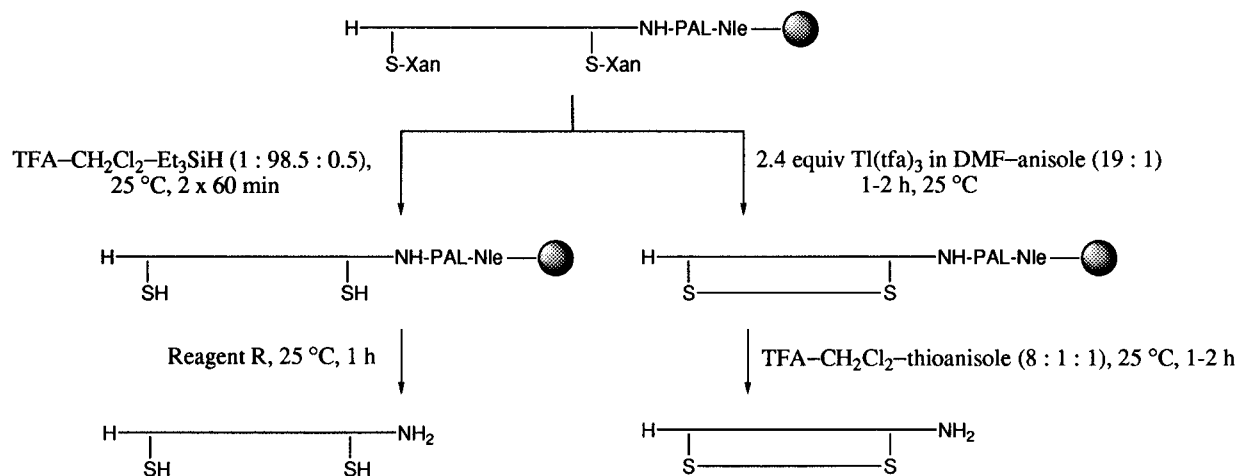 H NH-PAL-Nle
S-Xan S-Xan
TFA–CH₂Cl₂–Et₃SiH (1 : 98.5 : 0.5),
25 °C, 2 x 60 min
2.4 equiv Tl(tfa)₃ in DMF–anisole (19 : 1)
1-2 h, 25 °C
H NH-PAL-Nle
SH SH
H NH-PAL-Nle
S S
Reagent R, 25 °C, 1 h
TFA–CH₂Cl₂–thioanisole (8 : 1 : 1), 25 °C, 1-2 h
H NH₂
SH SH
H NH₂
S S